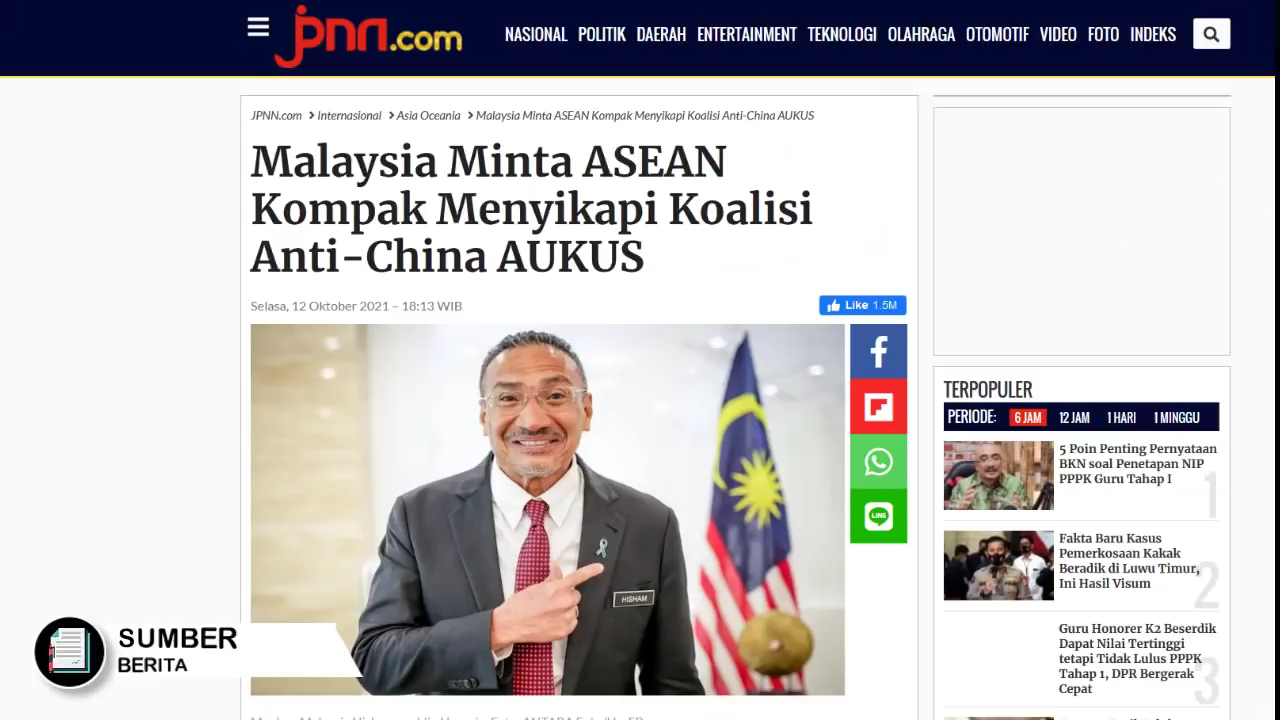 jpnn.com
NASIONAL POLITIK DAERAH ENTERTAINMENT TEKNOLOGI OLAHRAGA OTOMOTIF VIDEO FOTO INDEKS
JPNN.com > Internasional > Asia Oceania > Malaysia Minta ASEAN Kompak Menyikapi Koalisi Anti-China AUKUS
Malaysia Minta ASEAN
Kompak Menyikapi Koalisi
Anti-China AUKUS
Selasa, 12 Oktober 2021 – 18:13 WIB
Like 1.5M
LINE
HISHAM
SUMBER
BERITA
TERPOPULER
PERIODE: 6 JAM 12 JAM 1 HARI 1 MINGGU
5 Poin Penting Pernyataan
BKN soal Penetapan NIP
PPPK Guru Tahap I
1
Fakta Baru Kasus
Pemerkosaan Kakak
Beradik di Luwu Timur,
Ini Hasil Visum
2
Guru Honorer K2 Beserdik
Dapat Nilai Tertinggi
tetapi Tidak Lulus PPPK
Tahap 1, DPR Bergerak
Cepat
3